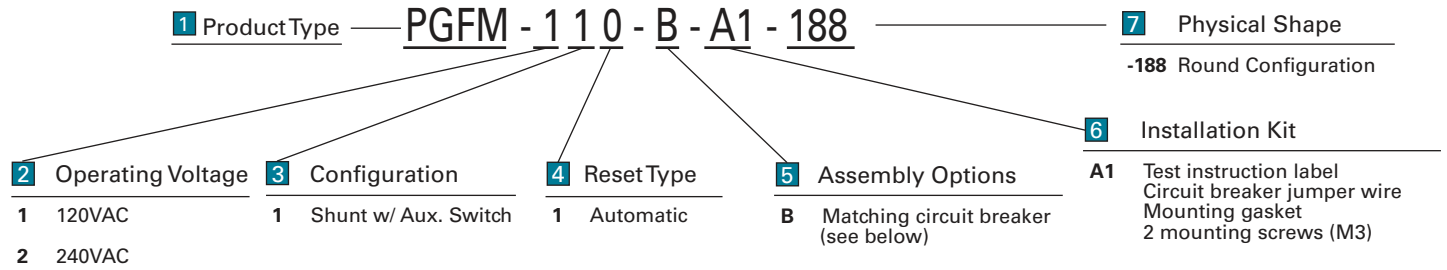 1 Product Type
PGFM - 1 1 0 - B - A1 - 188
7 Physical Shape
-188 Round Configuration
2 Operating Voltage
1 120VAC
2 240VAC
3 Configuration
1 Shunt w/ Aux. Switch
4 Reset Type
1 Automatic
5 Assembly Options
B Matching circuit breaker
(see below)
6 Installation Kit
A1 Test instruction label
Circuit breaker jumper wire
Mounting gasket
2 mounting screws (M3)